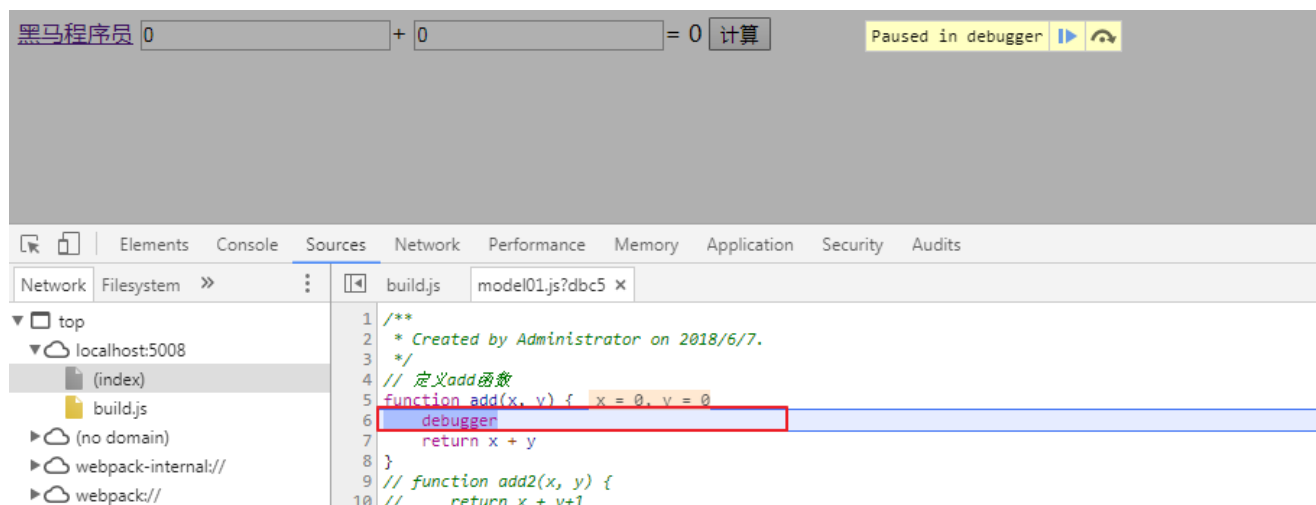 黑马程序员 0 + 0 = 0 计算 Paused in debugger
Elements Console Sources Network Performance Memory Application Security Audits
Network Filesystem » build.js model01.js?dbc5 ×
top
localhost:5008
(index)
build.js
(no domain)
webpack-internal://
webpack://
1 /**
2 * Created by Administrator on 2018/6/7.
3 */
4 // 定义add函数
5 function add(x, y) { x = 0, y = 0
6 debugger
7 return x + y
8 }
9 // function add2(x, y) {
10 // return x + y+1